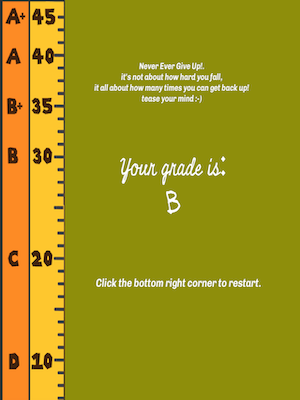 A+ 45
A 40
B+ 35
B 30
C 20
D 10
Never Ever Give Up!.
it's not about how hard you fall,
it all about how many times you can get back up!
tease your mind :-)
Your grade is:
B
Click the bottom right corner to restart.